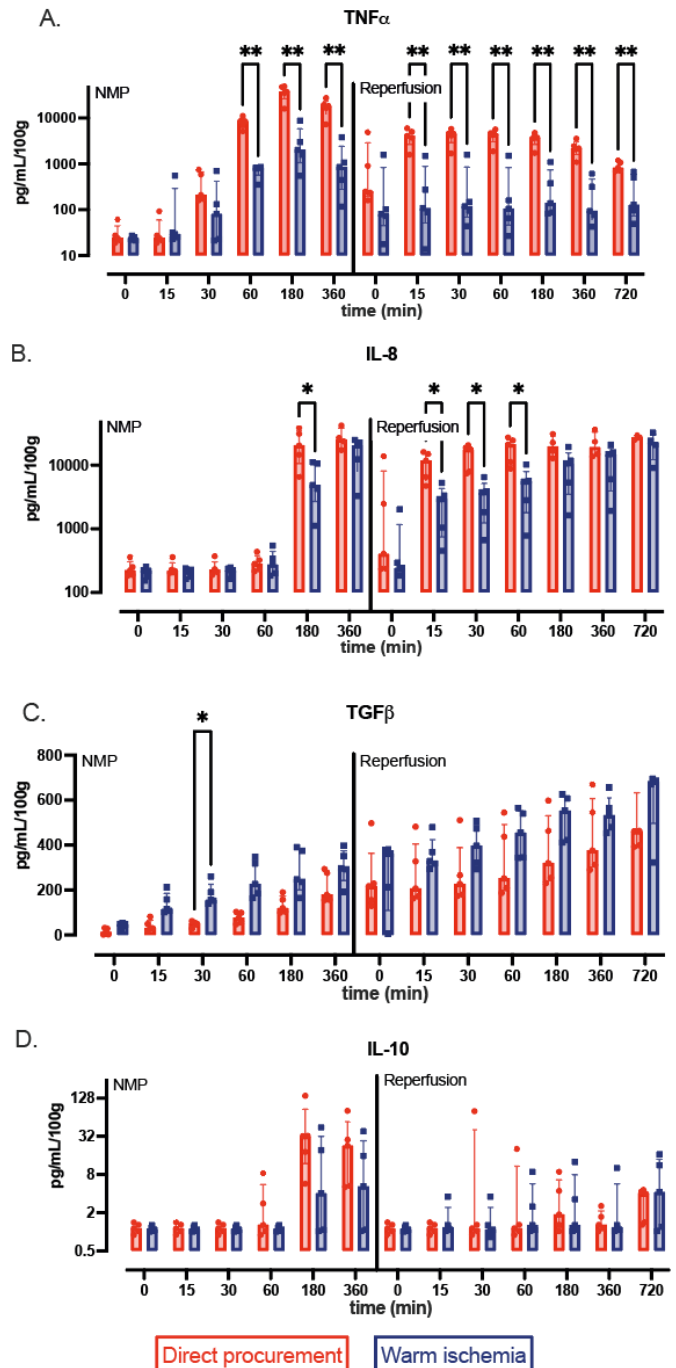 A.
TNFα
NMP
Reperfusion
** ** ** ** ** ** ** ** ** **
pg/mL/100g
10000
1000
100
10
0 15 30 60 180 360 0 15 30 60 180 360 720
time (min)
B.
IL-8
NMP
Reperfusion
* * * *
pg/mL/100g
10000
1000
100
0 15 30 60 180 360 0 15 30 60 180 360 720
time (min)
C.
TGFβ
NMP
Reperfusion
*
pg/mL/100g
800
600
400
200
0
0 15 30 60 180 360 0 15 30 60 180 360 720
time (min)
D.
IL-10
NMP
Reperfusion
pg/mL/100g
128
32
8
2
0.5
0 15 30 60 180 360 0 15 30 60 180 360 720
time (min)
Direct procurement Warm ischemia